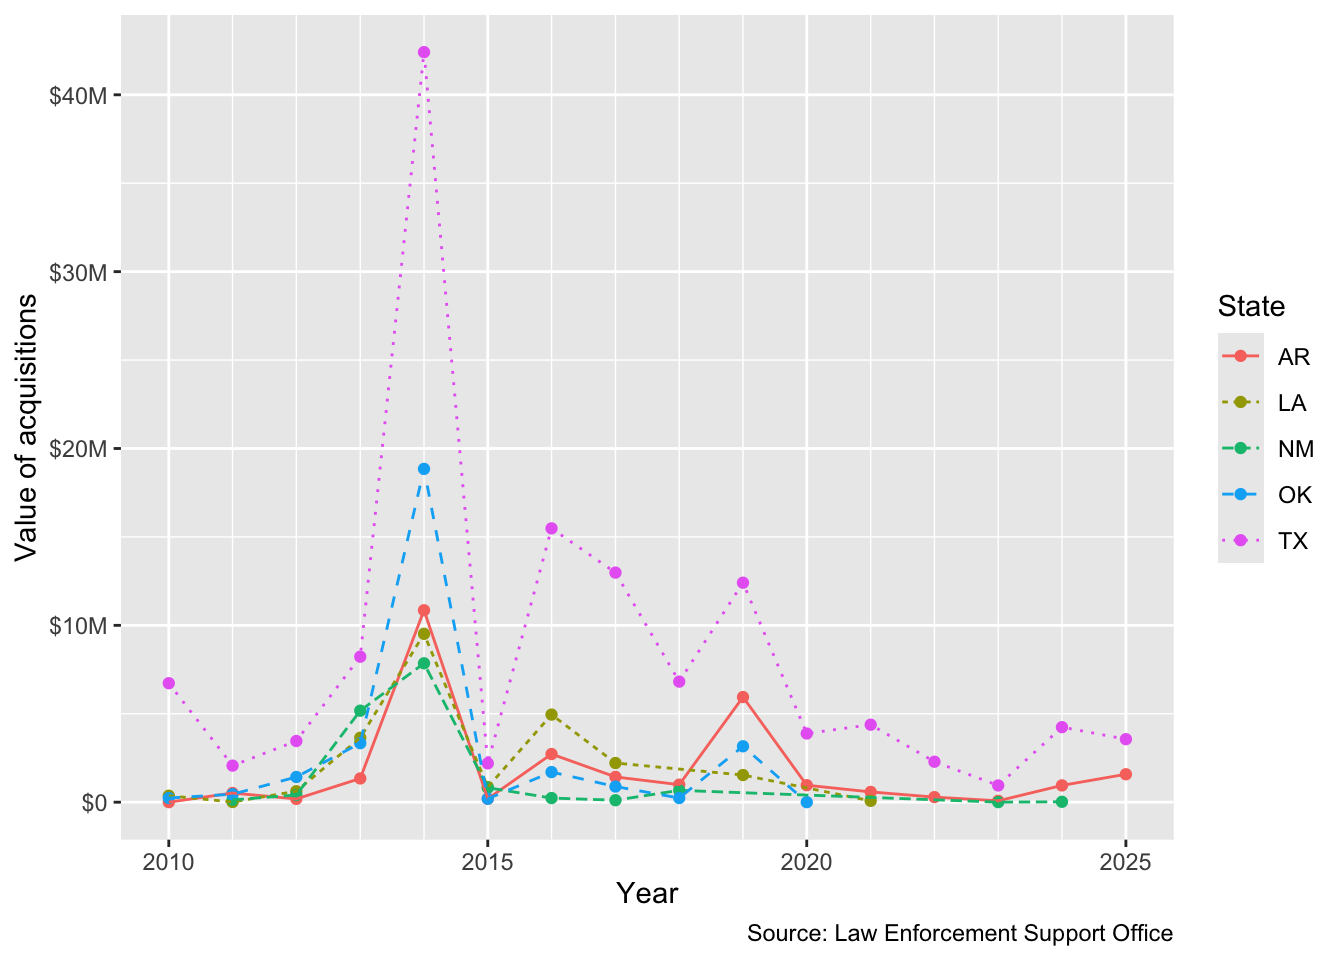 $40M
$30M
$20M
$10M
$0
Value of acquisitions
2010
2015
2020
2025
Year
State
AR
LA
NM
OK
TX
Source: Law Enforcement Support Office